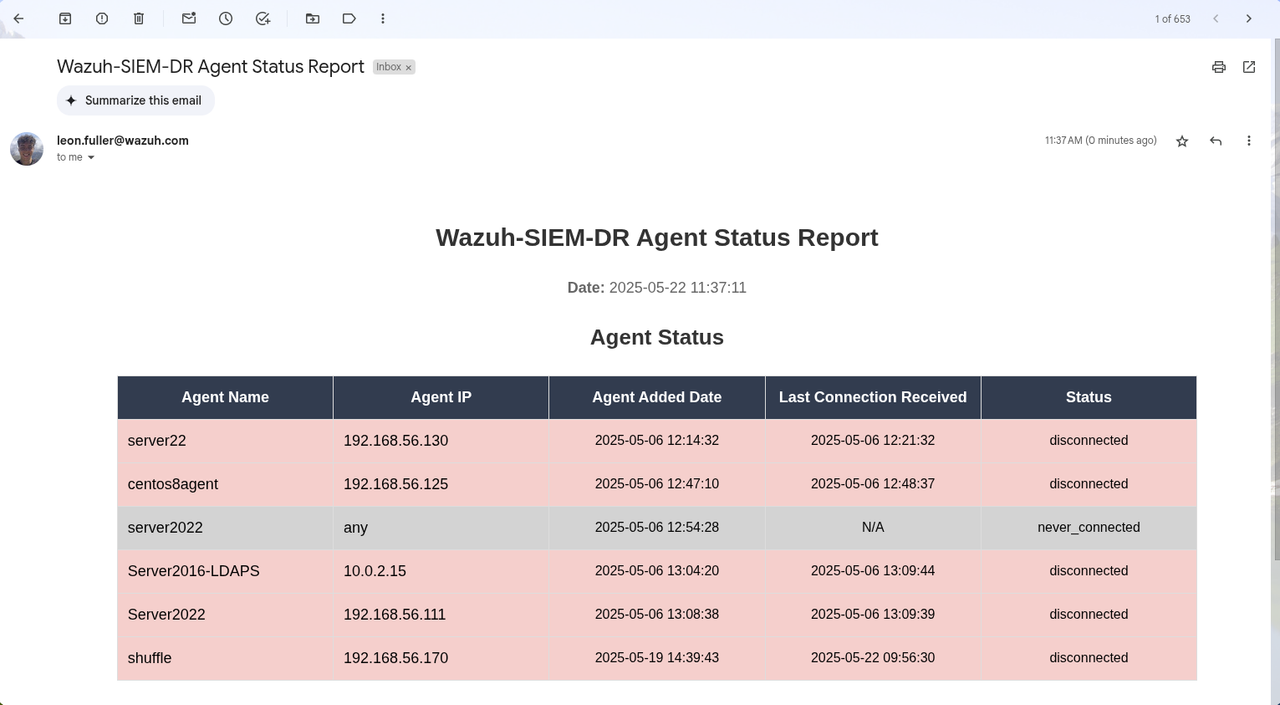 1 of 653
Wazuh-SIEM-DR Agent Status Report Inbox ×
Summarize this email
leon.fuller@wazuh.com 11:37 AM (0 minutes ago)
to me
Wazuh-SIEM-DR Agent Status Report
Date: 2025-05-22 11:37:11
Agent Status
Agent Name Agent IP Agent Added Date Last Connection Received Status
server22 192.168.56.130 2025-05-06 12:14:32 2025-05-06 12:21:32 disconnected
centos8agent 192.168.56.125 2025-05-06 12:47:10 2025-05-06 12:48:37 disconnected
server2022 any 2025-05-06 12:54:28 N/A never_connected
Server2016-LDAPS 10.0.2.15 2025-05-06 13:04:20 2025-05-06 13:09:44 disconnected
Server2022 192.168.56.111 2025-05-06 13:08:38 2025-05-06 13:09:39 disconnected
shuffle 192.168.56.170 2025-05-19 14:39:43 2025-05-22 09:56:30 disconnected